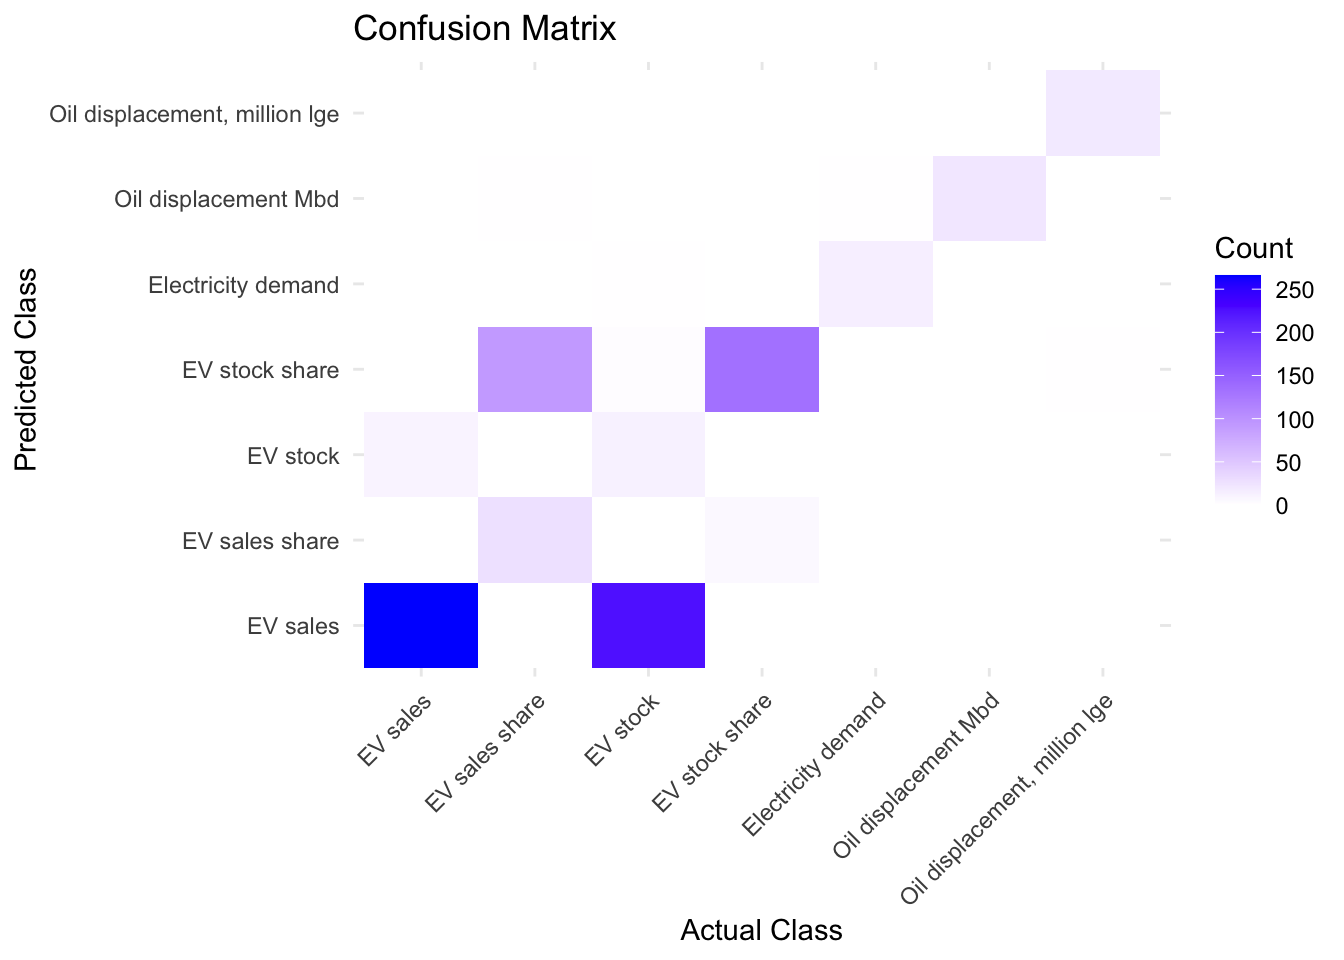 Confusion Matrix
Predicted Class
Oil displacement, million lge
Oil displacement Mbd
Electricity demand
EV stock share
EV stock
EV sales share
EV sales
EV sales
EV sales share
EV stock
EV stock share
Electricity demand
Oil displacement Mbd
Oil displacement, million lge
Actual Class
Count
250
200
150
100
50
0